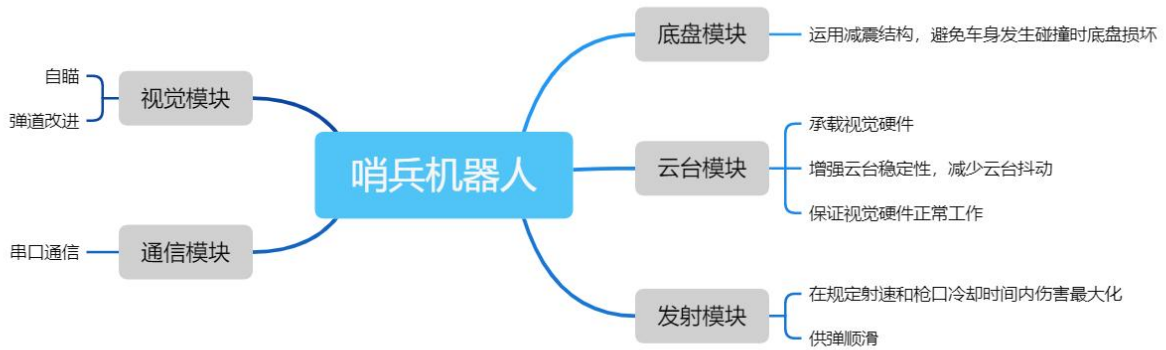 哨兵机器人
视觉模块
自瞄
弹道改进
通信模块
串口通信
底盘模块
运用减震结构，避免车身发生碰撞时底盘损坏
云台模块
承载视觉硬件
增强云台稳定性，减少云台抖动
保证视觉硬件正常工作
发射模块
在规定射速和枪口冷却时间内伤害最大化
供弹顺滑